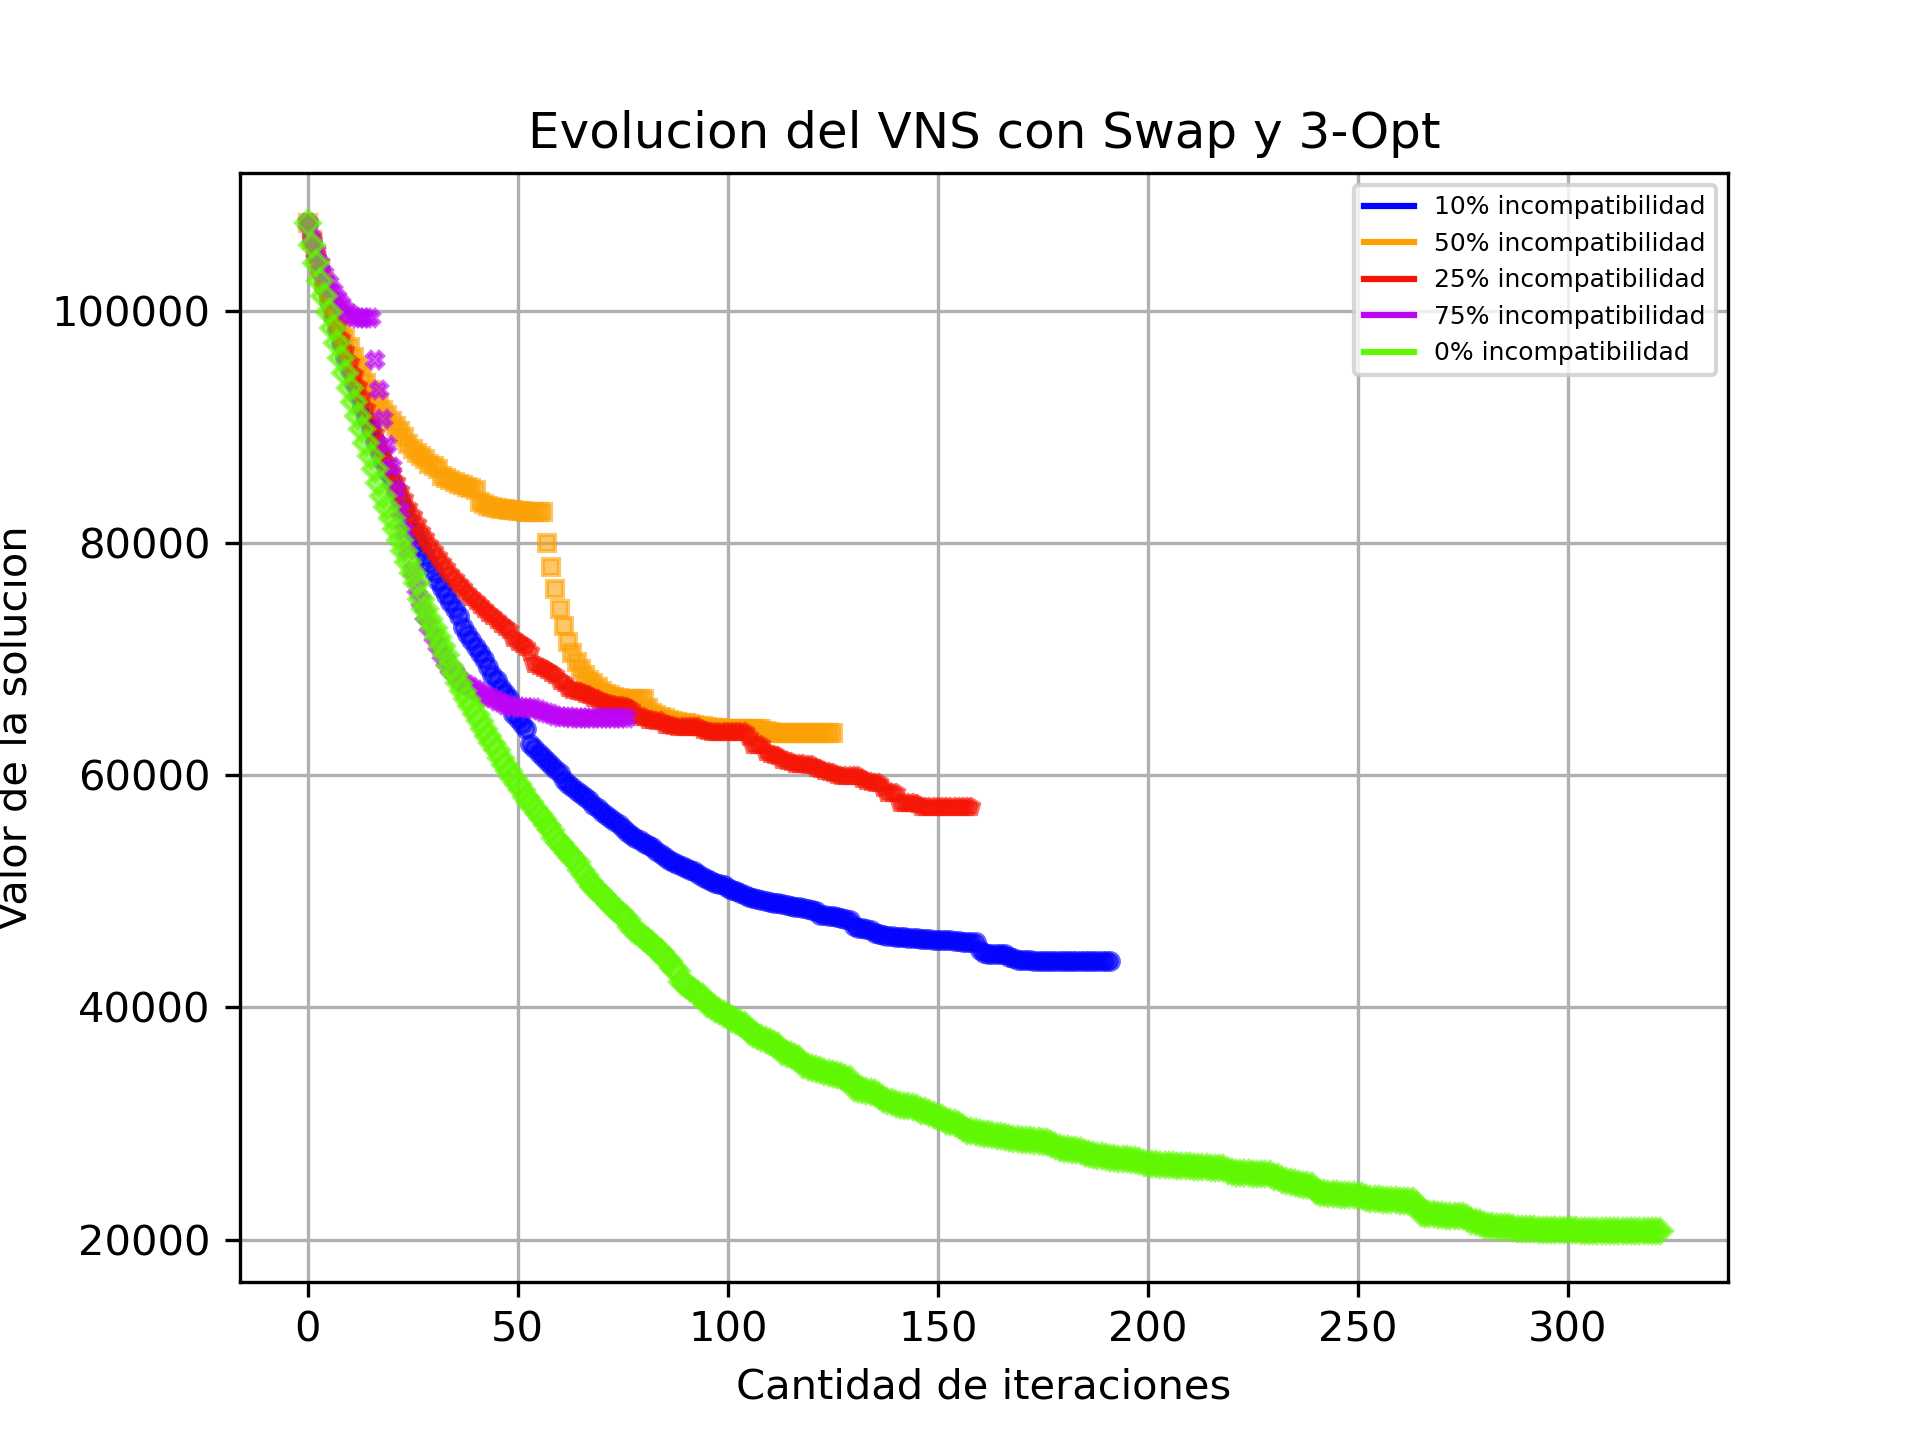 Evolucion del VNS con Swap y 3-Opt
10% incompatibilidad
50% incompatibilidad
25% incompatibilidad
75% incompatibilidad
0% incompatibilidad
Valor de la solucion
100000
80000
60000
40000
20000
0 50 100 150 200 250 300
Cantidad de iteraciones